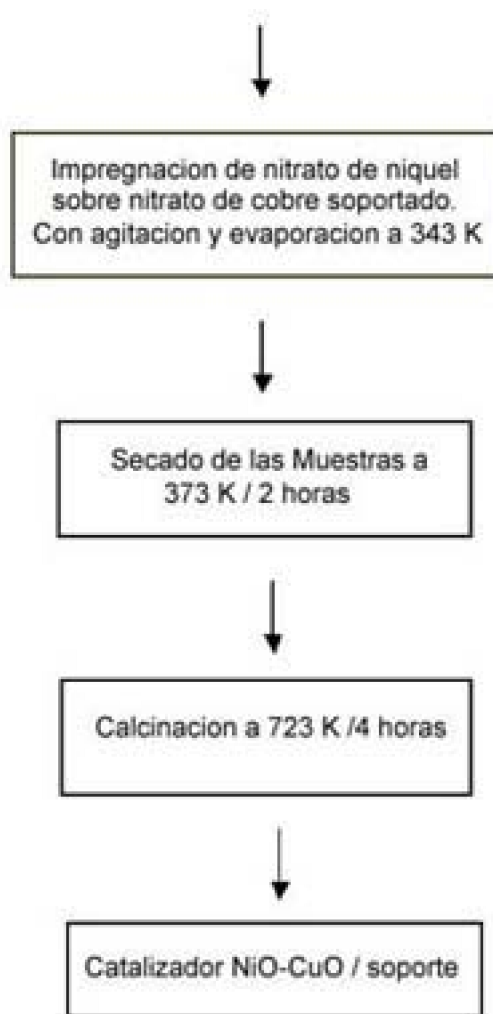 Impregnacion de nitrato de niquel
sobre nitrato de cobre soportado.
Con agitacion y evaporacion a 343 K
Secado de las Muestras a
373 K / 2 horas
Calcinacion a 723 K /4 horas
Catalizador NiO-CuO / soporte